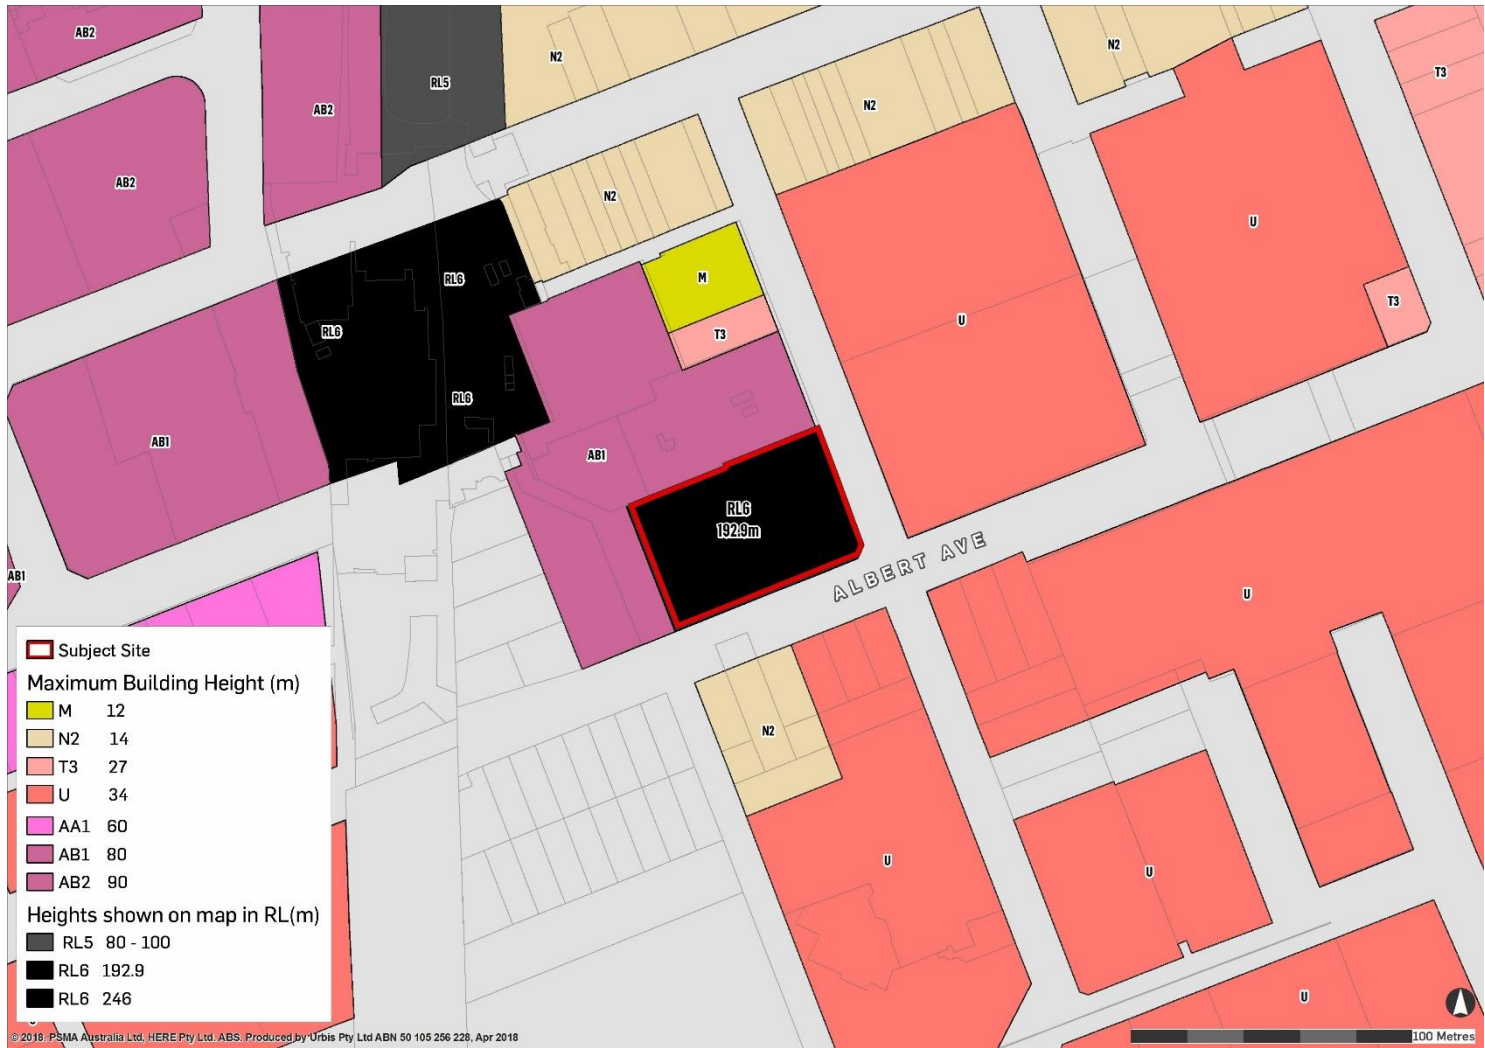 AB2
RL5
N2
N2
T3
AB2
N2
AB2
N2
U
RL6
M
T3
U
RL6
T3
RL6
AB1
AB1
RL6
192.9m
ALBERT AVE
AB1
U
N2
U
U
U
Subject Site
Maximum Building Height (m)
M 12
N2 14
T3 27
U 34
AA1 60
AB1 80
AB2 90
Heights shown on map in RL(m)
RL5 80 - 100
RL6 192.9
RL6 246
© 2018. PSMA Australia Ltd, HERE Pty Ltd. ABS. Produced by Urbis Pty Ltd ABN 50 105 256 228, Apr 2018
100 Metres